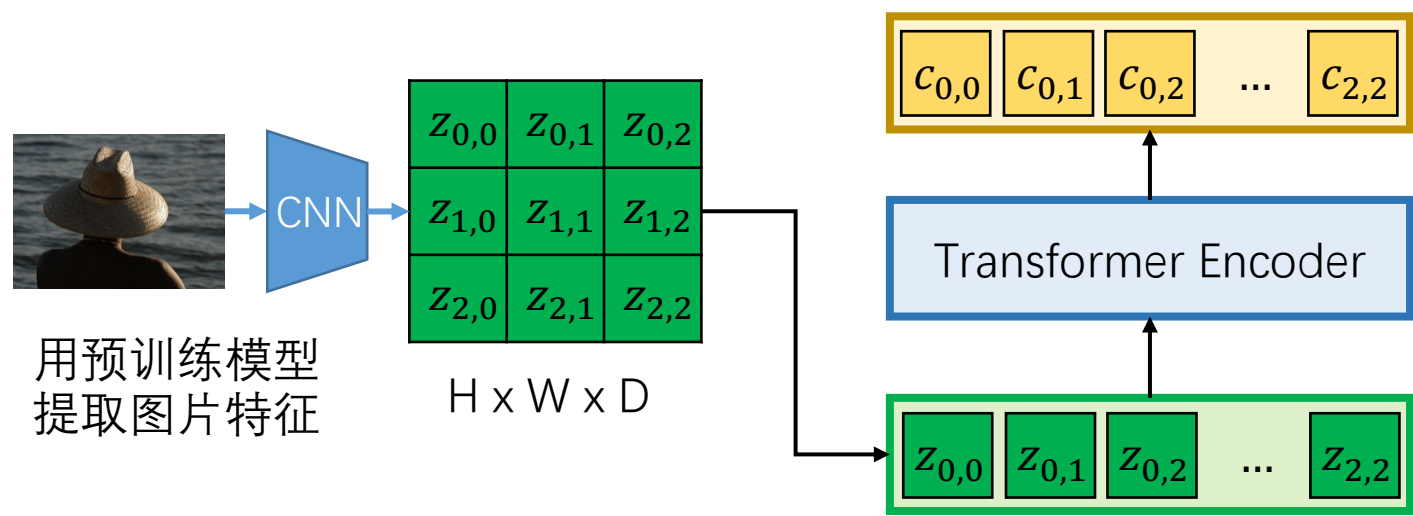 CNN
用预训练模型
提取图片特征
z0,0 z0,1 z0,2
z1,0 z1,1 z1,2
z2,0 z2,1 z2,2
H x W x D
c0,0 c0,1 c0,2 ... c2,2
Transformer Encoder
z0,0 z0,1 z0,2 ... z2,2